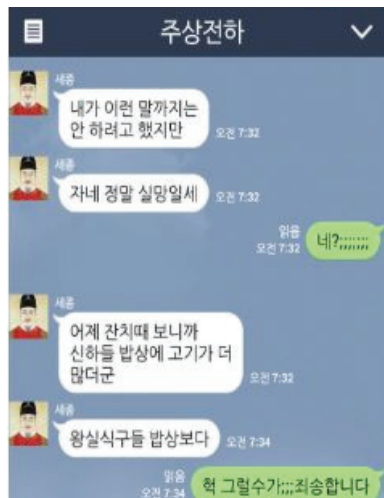 주상전하
세종
내가 이런 말까지는
안 하려고 했지만
오전 7:32
세종
자네 정말 실망일세
오전 7:32
읽음
오전 7:32
네?;;;;;;;
세종
어제 잔치때 보니까
신하들 밥상에 고기가 더
많더군
오전 7:32
세종
왕실식구들 밥상보다
오전 7:34
읽음
오전 7:34
헉 그럴수가;;;죄송합니다